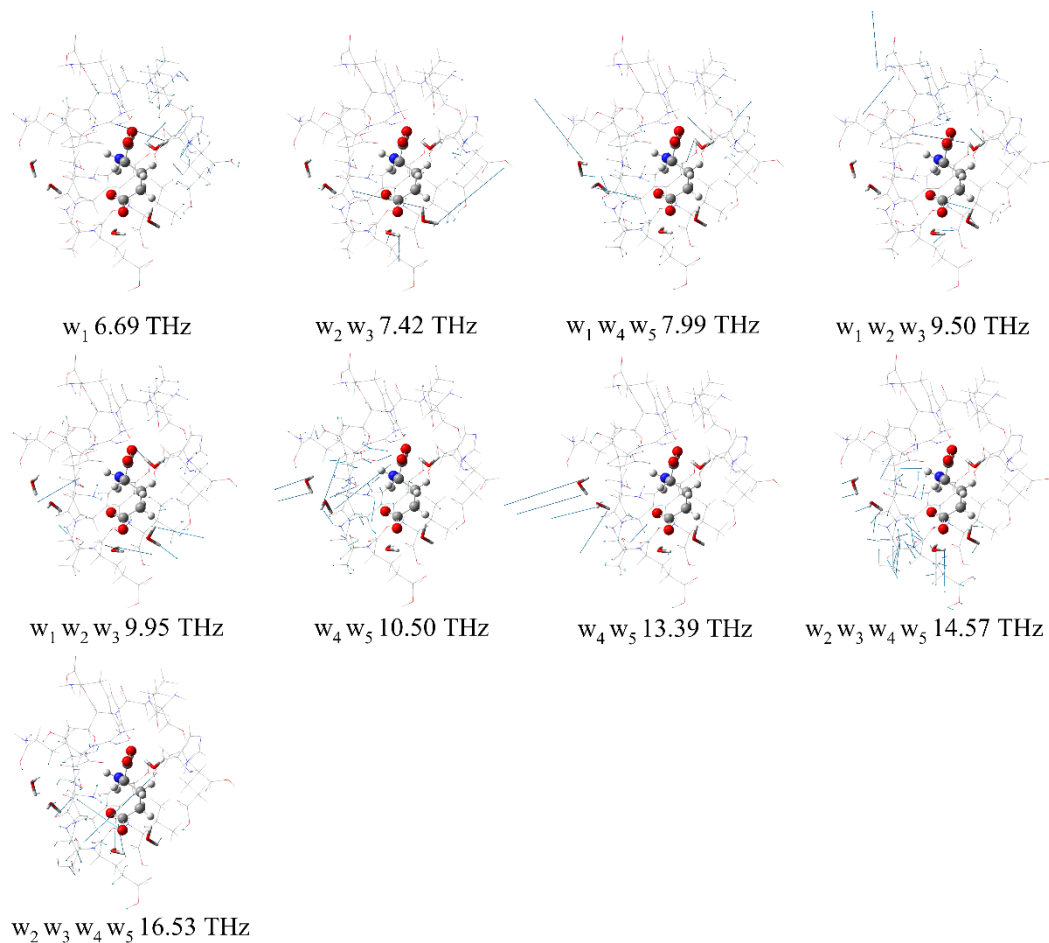 w₁ 6.69 THz
w₂ w₃ 7.42 THz
w₁ w₄ w₅ 7.99 THz
w₁ w₂ w₃ 9.50 THz
w₁ w₂ w₃ 9.95 THz
w₄ w₅ 10.50 THz
w₄ w₅ 13.39 THz
w₂ w₃ w₄ w₅ 14.57 THz
w₂ w₃ w₄ w₅ 16.53 THz